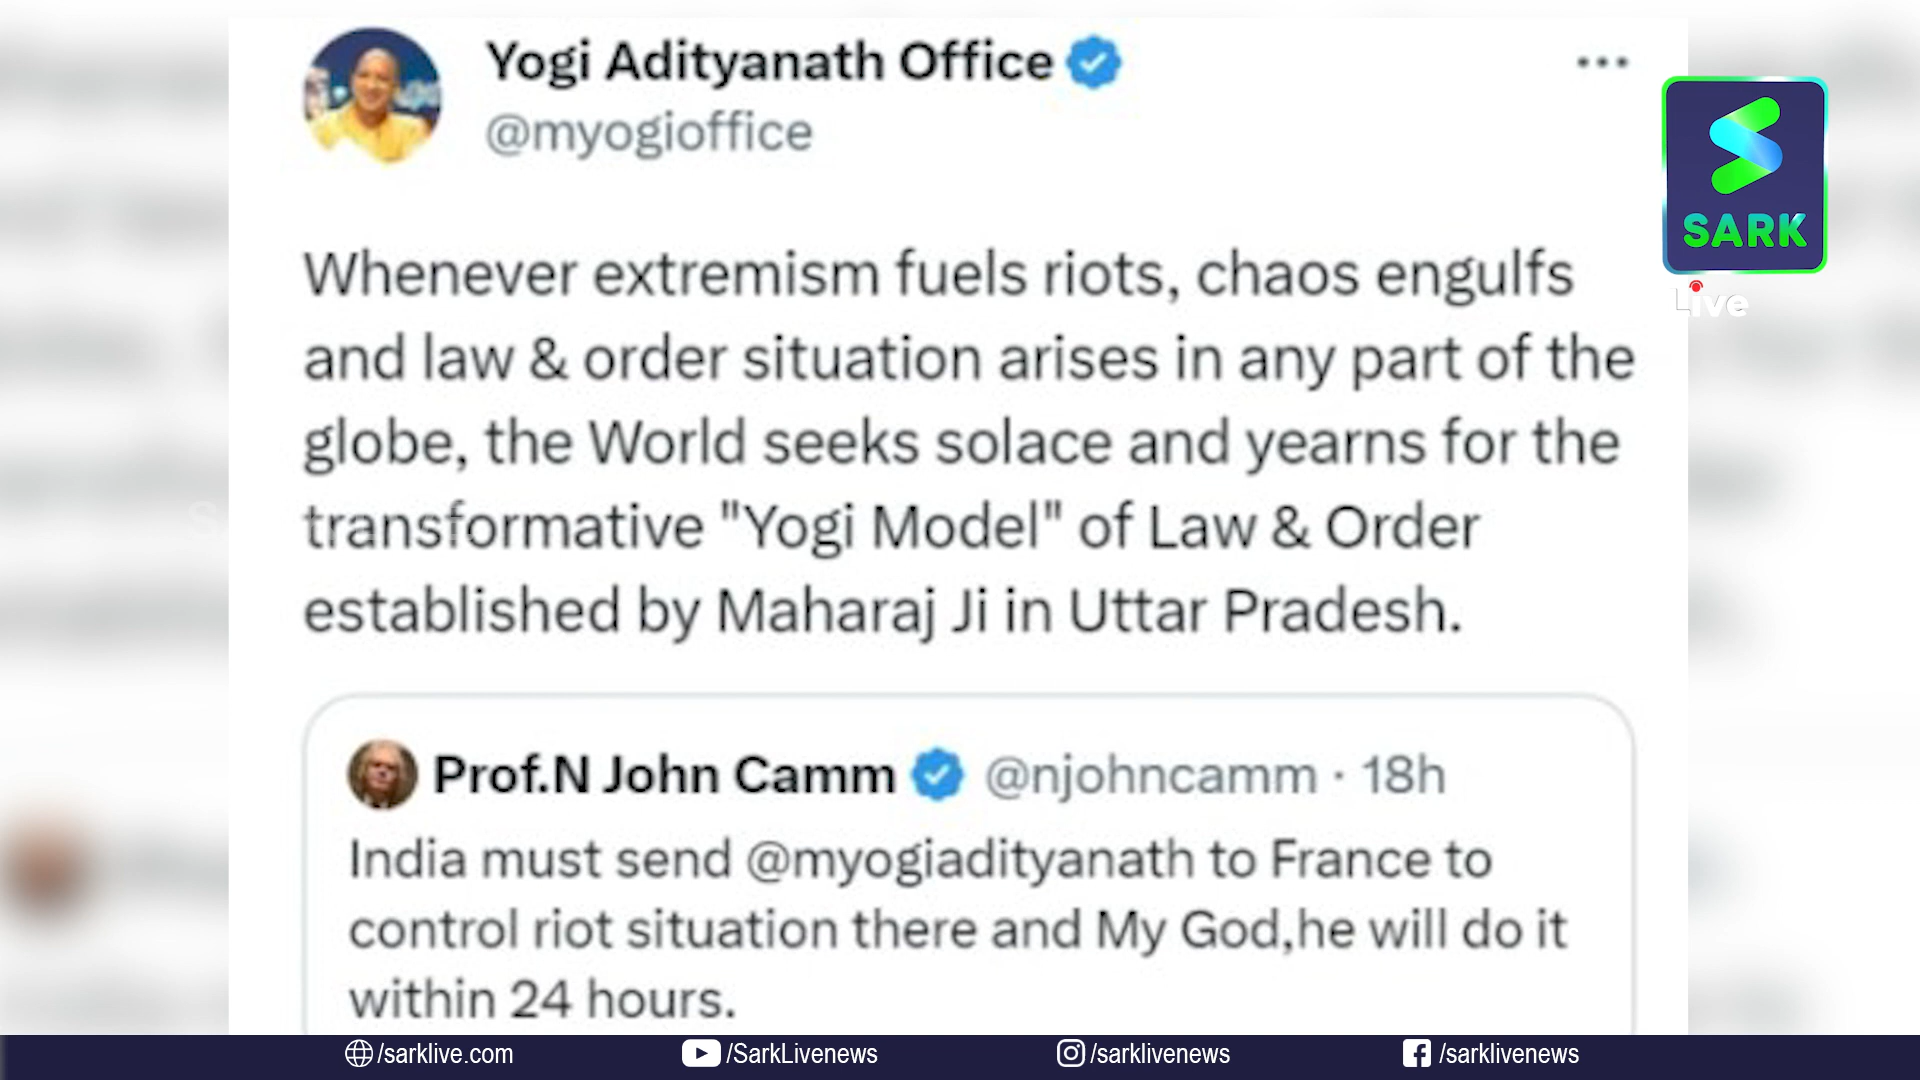 Yogi Adityanath Office
@myogioffice
Whenever extremism fuels riots, chaos engulfs
and law & order situation arises in any part of the
globe, the World seeks solace and yearns for the
transformative "Yogi Model" of Law & Order
established by Maharaj Ji in Uttar Pradesh.
Prof.N John Camm @njohncamm · 18h
India must send @myogiadityanath to France to
control riot situation there and My God,he will do it
within 24 hours.
SARK
Live
/sarklive.com /SarkLivenews /sarklivenews /sarklivenews